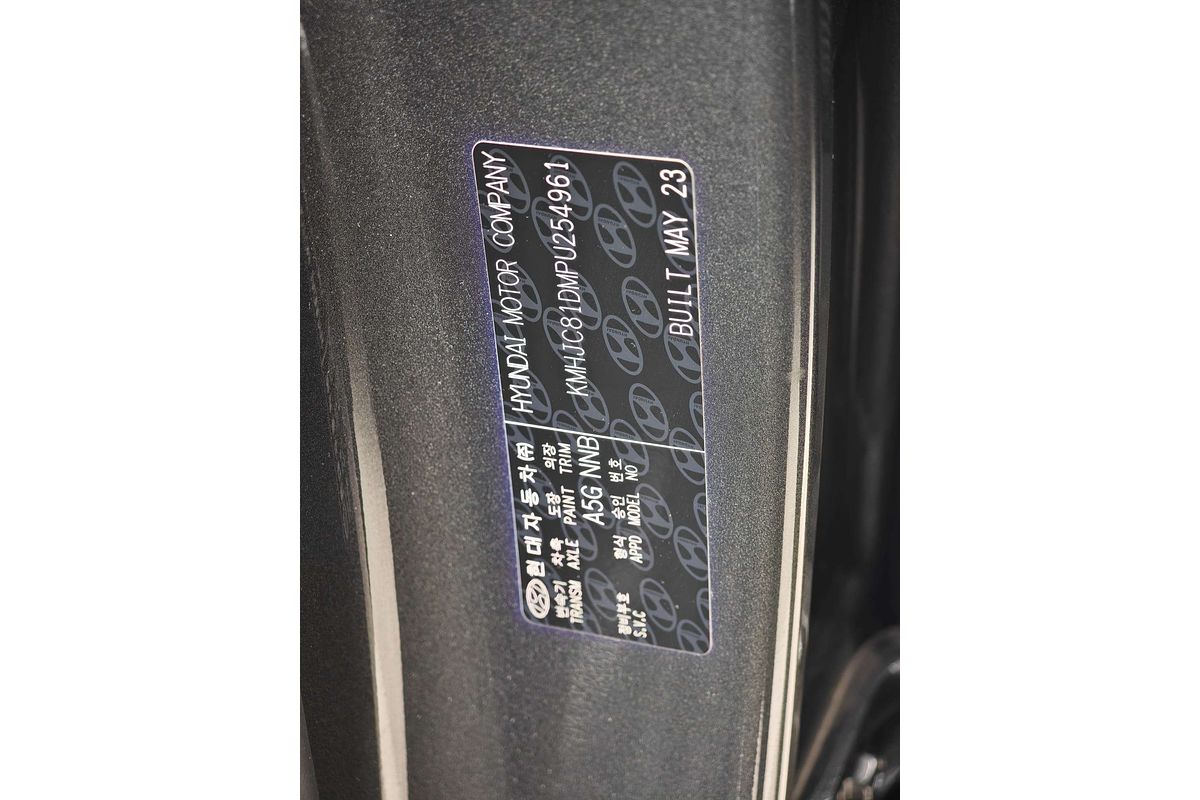 현대자동차(주) HYUNDAI MOTOR COMPANY
변속기 차축 도장 의장
TRANSM AXLE PAINT TRIM KMHJC81DMPU254961
A5G NNB
장비부호 형식 승인 번호
S.V.C APPD MODEL NO
BUILT MAY 23